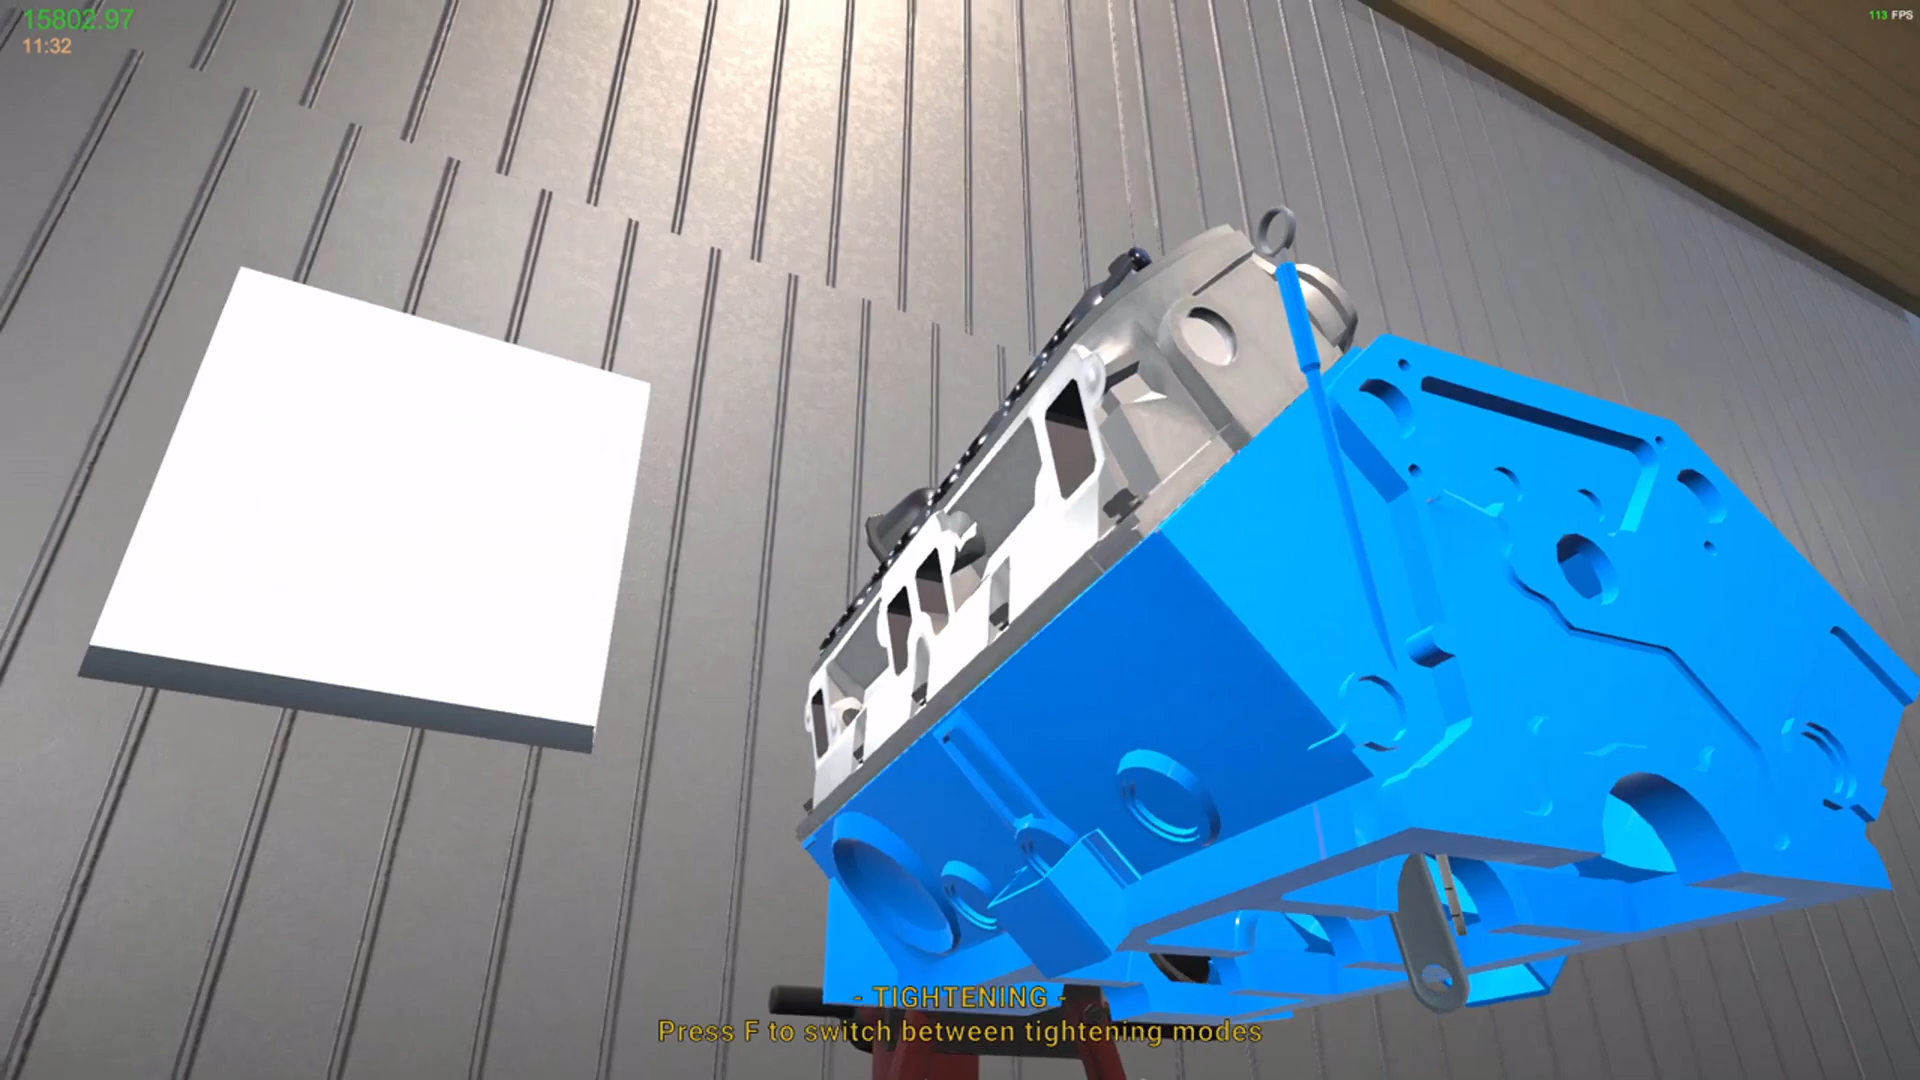 15802.97
113 FPS
11:32
- TIGHTENING -
Press F to switch between tightening modes